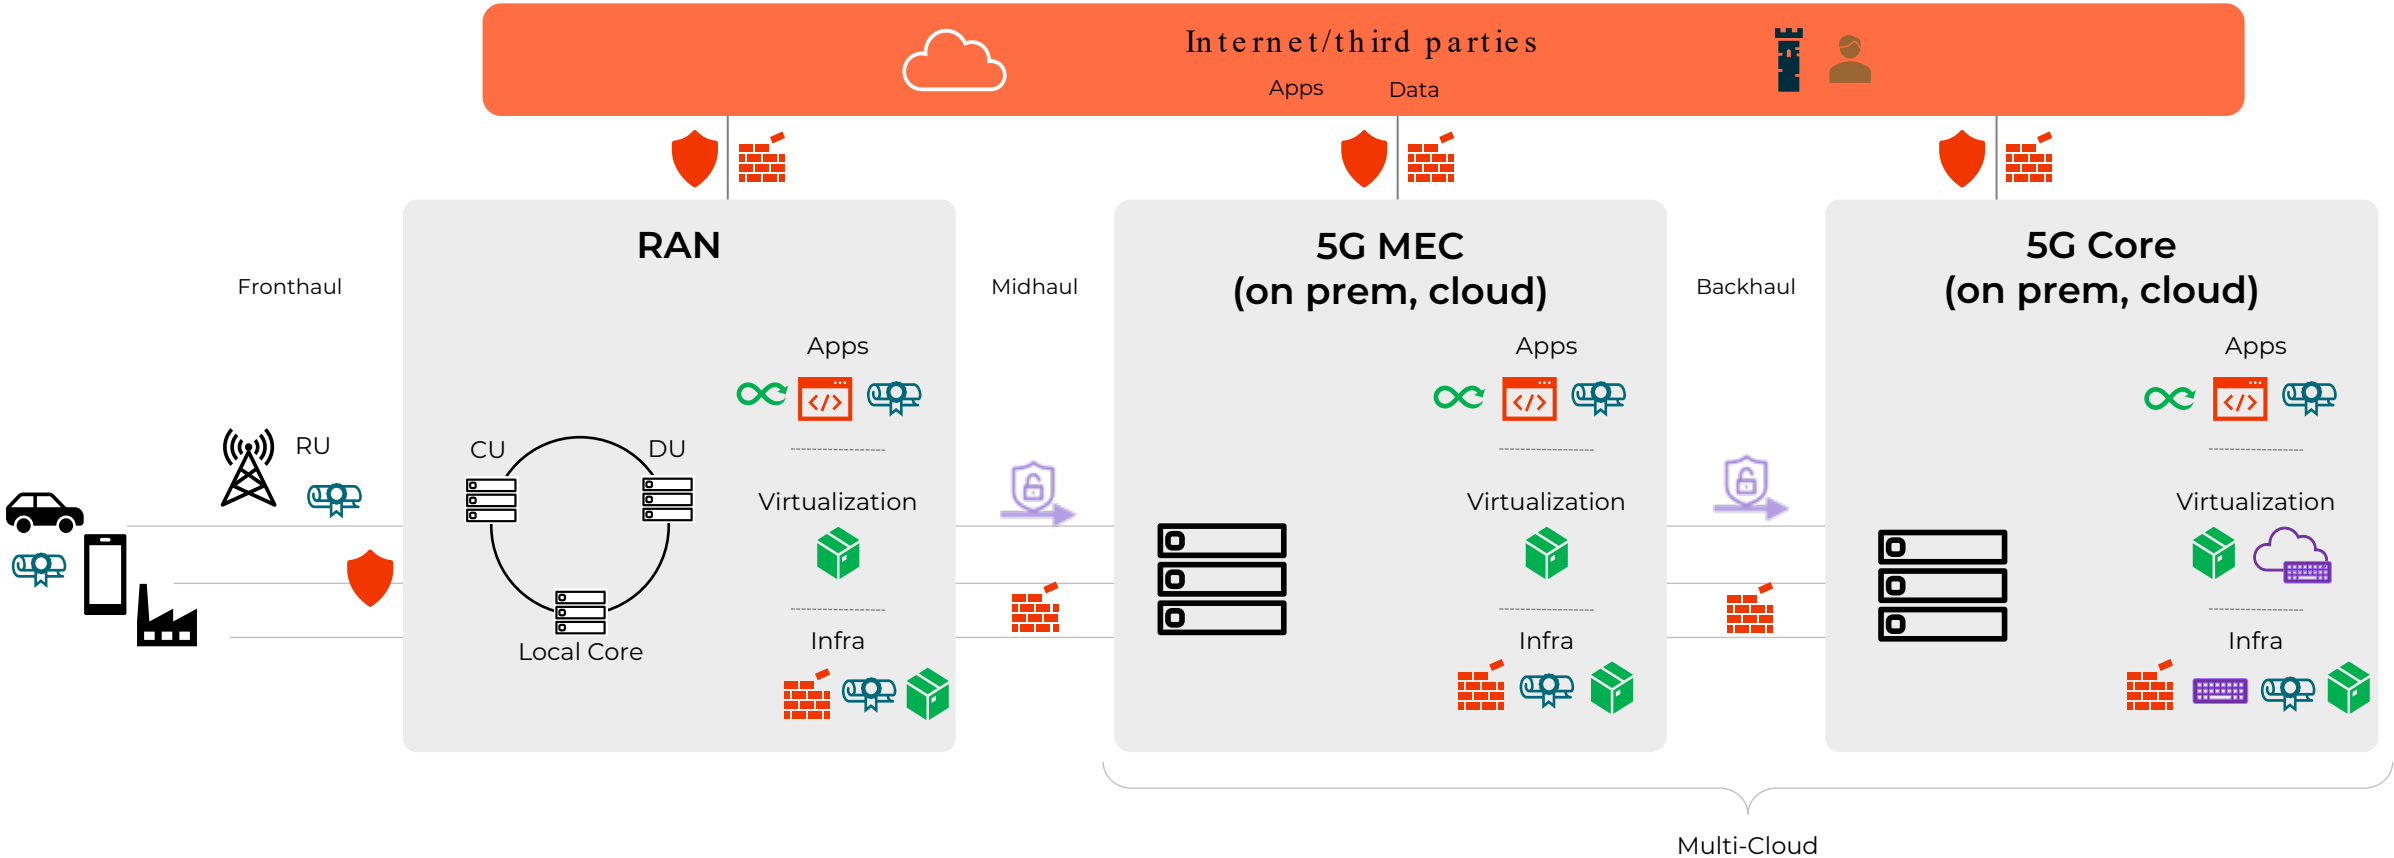 Internet/third parties
Apps
Data
Fronthaul
RAN
Midhaul
5G MEC
(on prem, cloud)
Backhaul
5G Core
(on prem, cloud)
RU
CU
DU
Local Core
Apps
Virtualization
Infra
Apps
Virtualization
Infra
Apps
Virtualization
Infra
Multi-Cloud